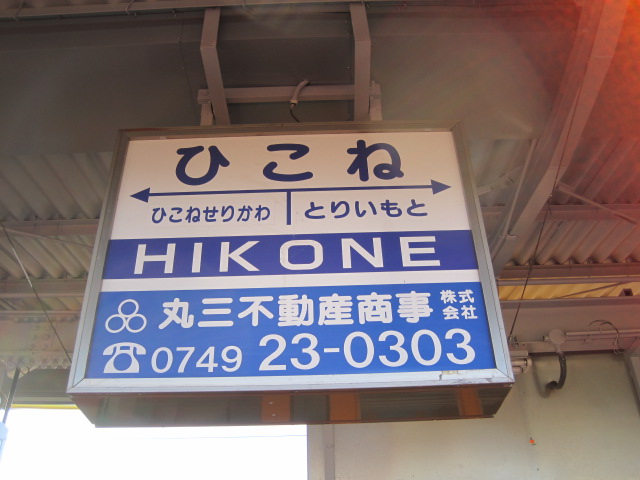 ひこね
ひこねせりかわ とりいもと
HIKONE
丸三不動産商事 株式会社
☎0749 23-0303